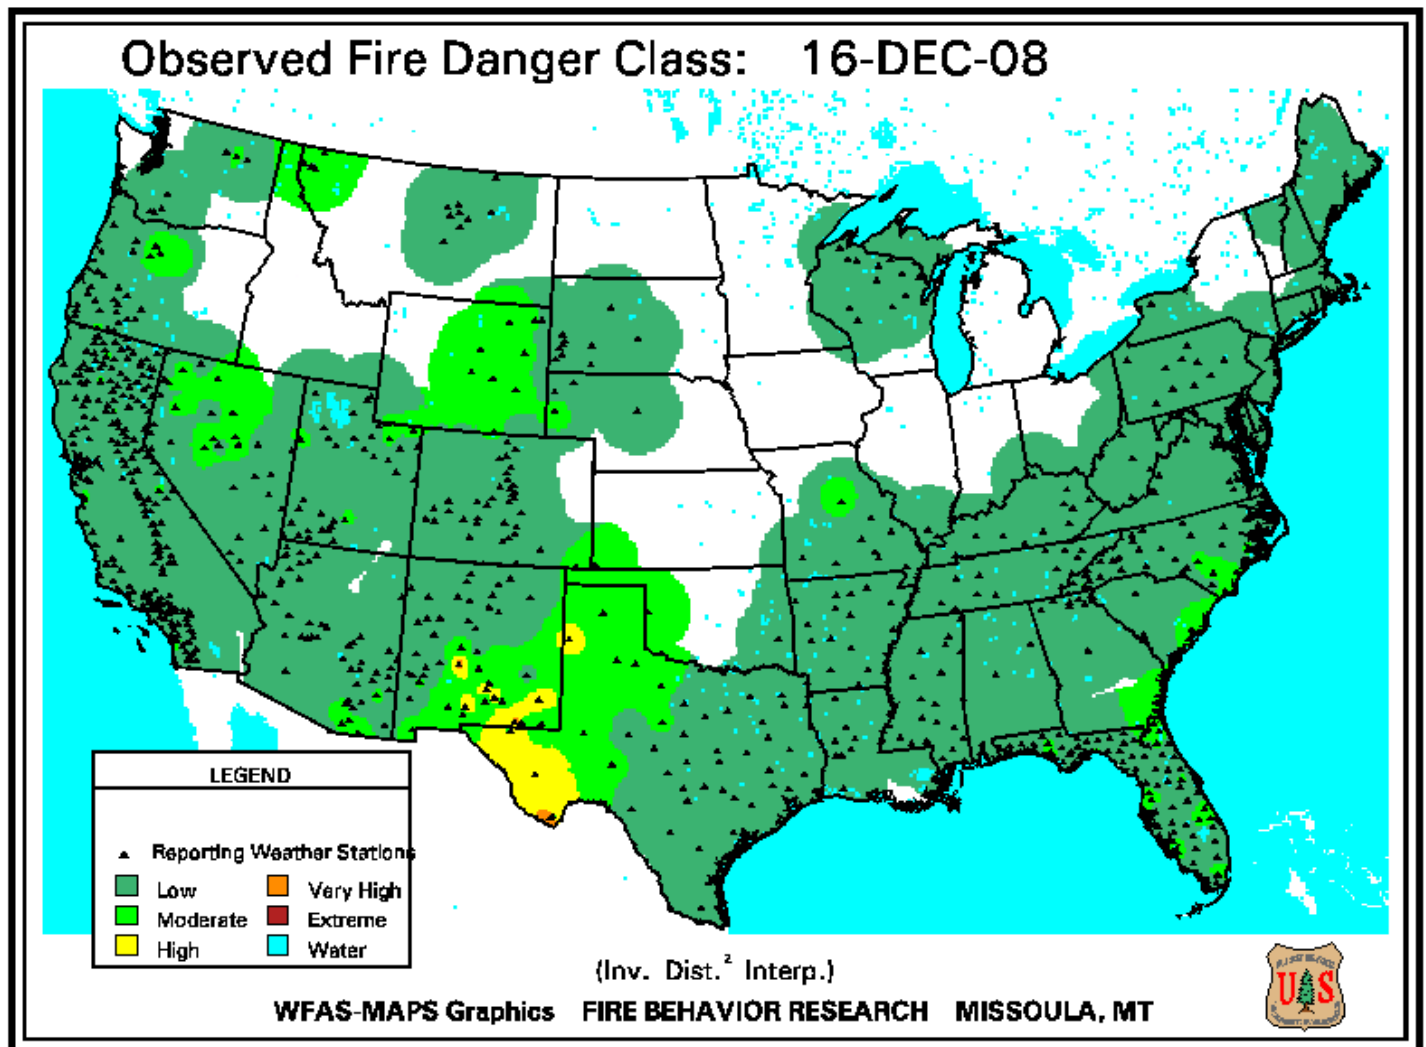 Observed Fire Danger Class: 16-DEC-08
LEGEND
Reporting Weather Stations
Low
Very High
Moderate
Extreme
High
Water
(Inv. Dist.² Interp.)
WFAS-MAPS Graphics FIRE BEHAVIOR RESEARCH MISSOULA, MT
U S